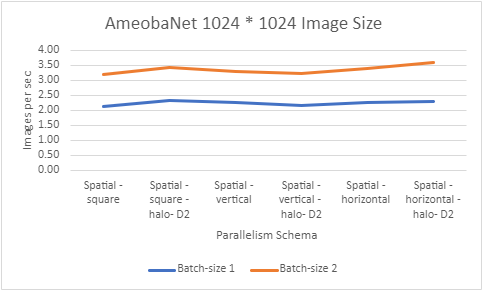 AmeobaNet 1024 * 1024 Image Size
Images per sec
4.00
3.50
3.00
2.50
2.00
1.50
1.00
0.50
0.00
Spatial -
square
Spatial -
square -
halo- D2
Spatial -
vertical
Spatial -
vertical -
halo- D2
Spatial -
horizontal
Spatial -
horizontal -
halo- D2
Parallelism Schema
Batch-size 1
Batch-size 2